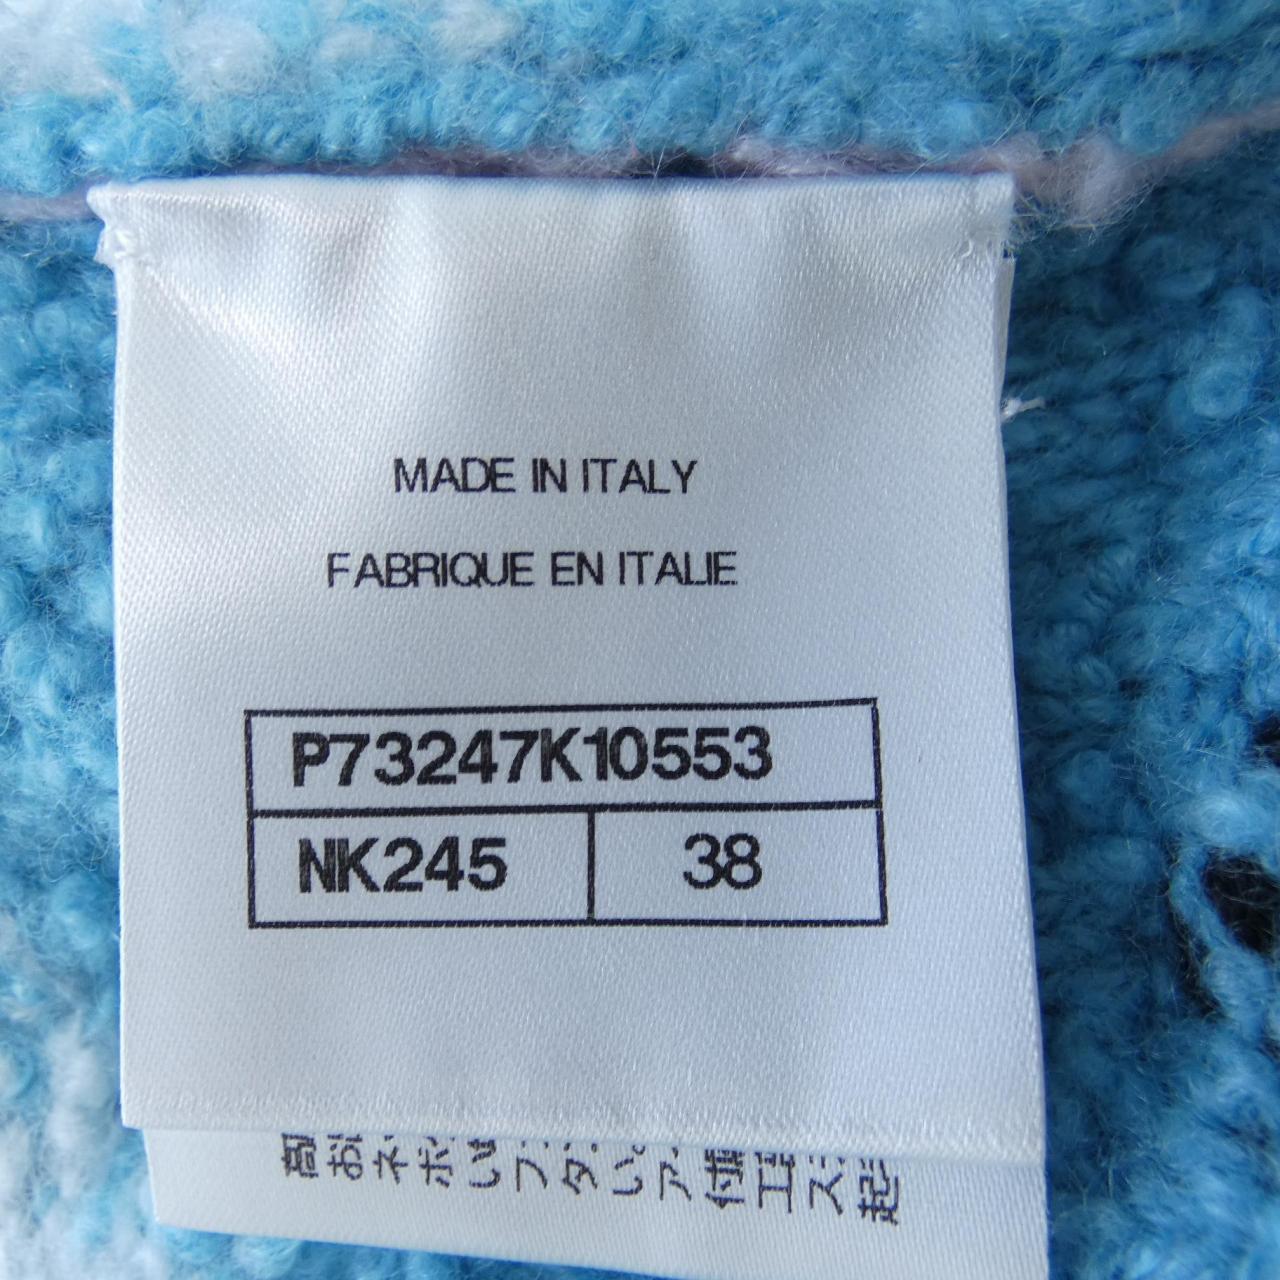 MADE IN ITALY
FABRIQUE EN ITALIE
P73247K10553
NK245 38